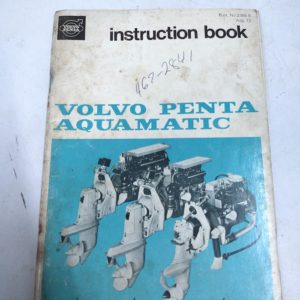 instruction book
467-2841
VOLVO PENTA
AQUAMATIC